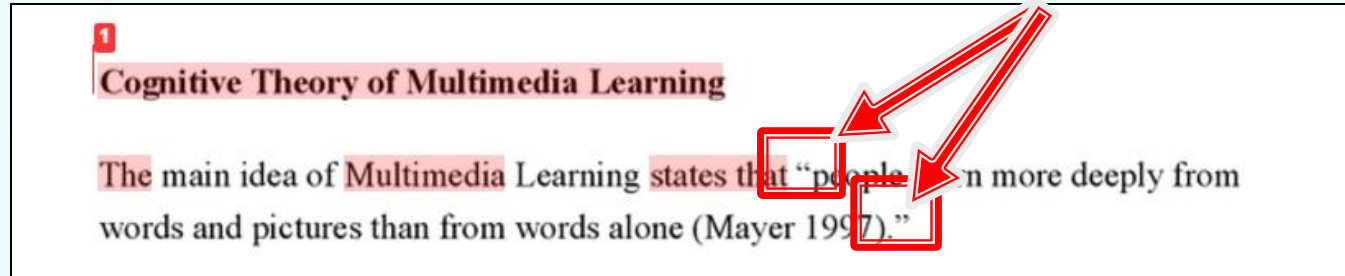 1
Cognitive Theory of Multimedia Learning
The main idea of Multimedia Learning states that “people n more deeply from
words and pictures than from words alone (Mayer 1997).”